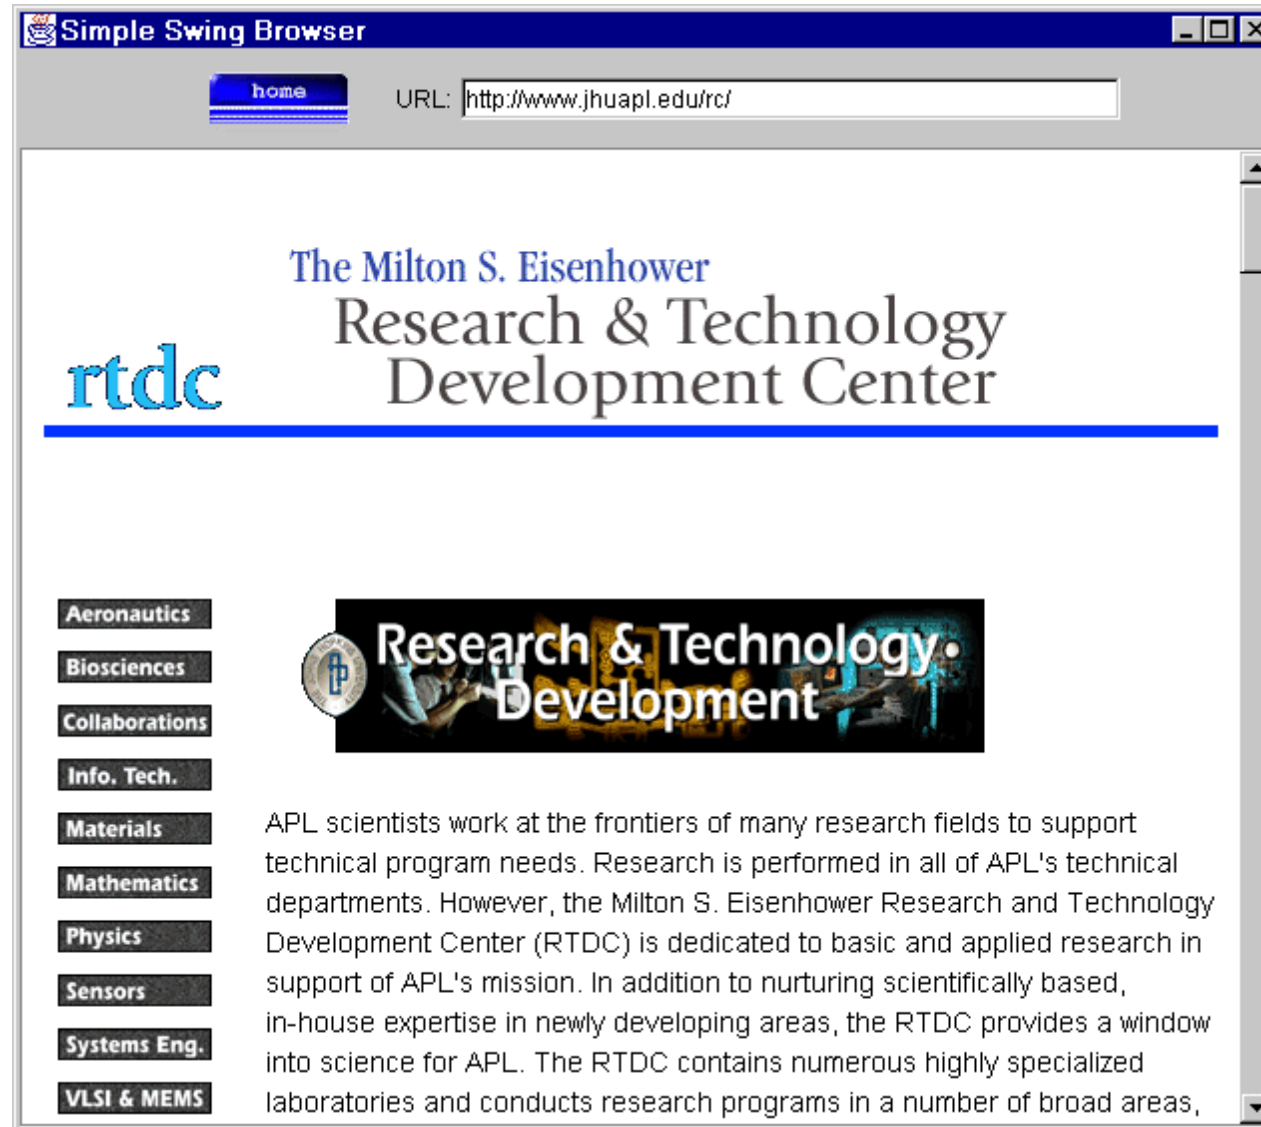 Simple Swing Browser
home
URL: http://www.jhuapl.edu/rc/
The Milton S. Eisenhower
Research & Technology
Development Center
rtdc
Aeronautics
Biosciences
Collaborations
Info. Tech.
Materials
Mathematics
Physics
Sensors
Systems Eng.
VLSI & MEMS
Research & Technology
Development
APL scientists work at the frontiers of many research fields to support
technical program needs. Research is performed in all of APL's technical
departments. However, the Milton S. Eisenhower Research and Technology
Development Center (RTDC) is dedicated to basic and applied research in
support of APL's mission. In addition to nurturing scientifically based,
in-house expertise in newly developing areas, the RTDC provides a window
into science for APL. The RTDC contains numerous highly specialized
laboratories and conducts research programs in a number of broad areas,